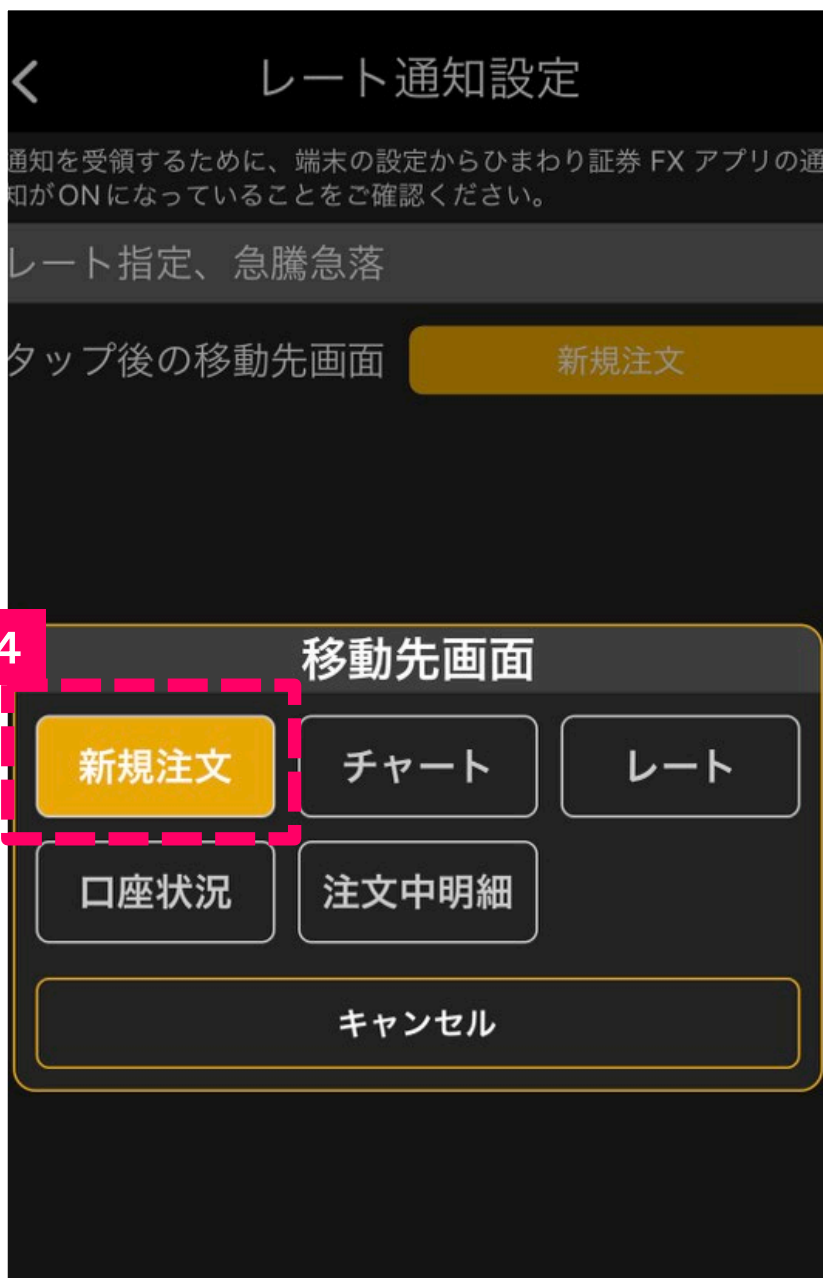 レート通知設定
通知を受領するために、端末の設定からひまわり証券 FX アプリの通
知がONになっていることをご確認ください。
レート指定、急騰急落
タップ後の移動先画面 新規注文
4
移動先画面
新規注文 チャート レート
口座状況 注文中明細
キャンセル